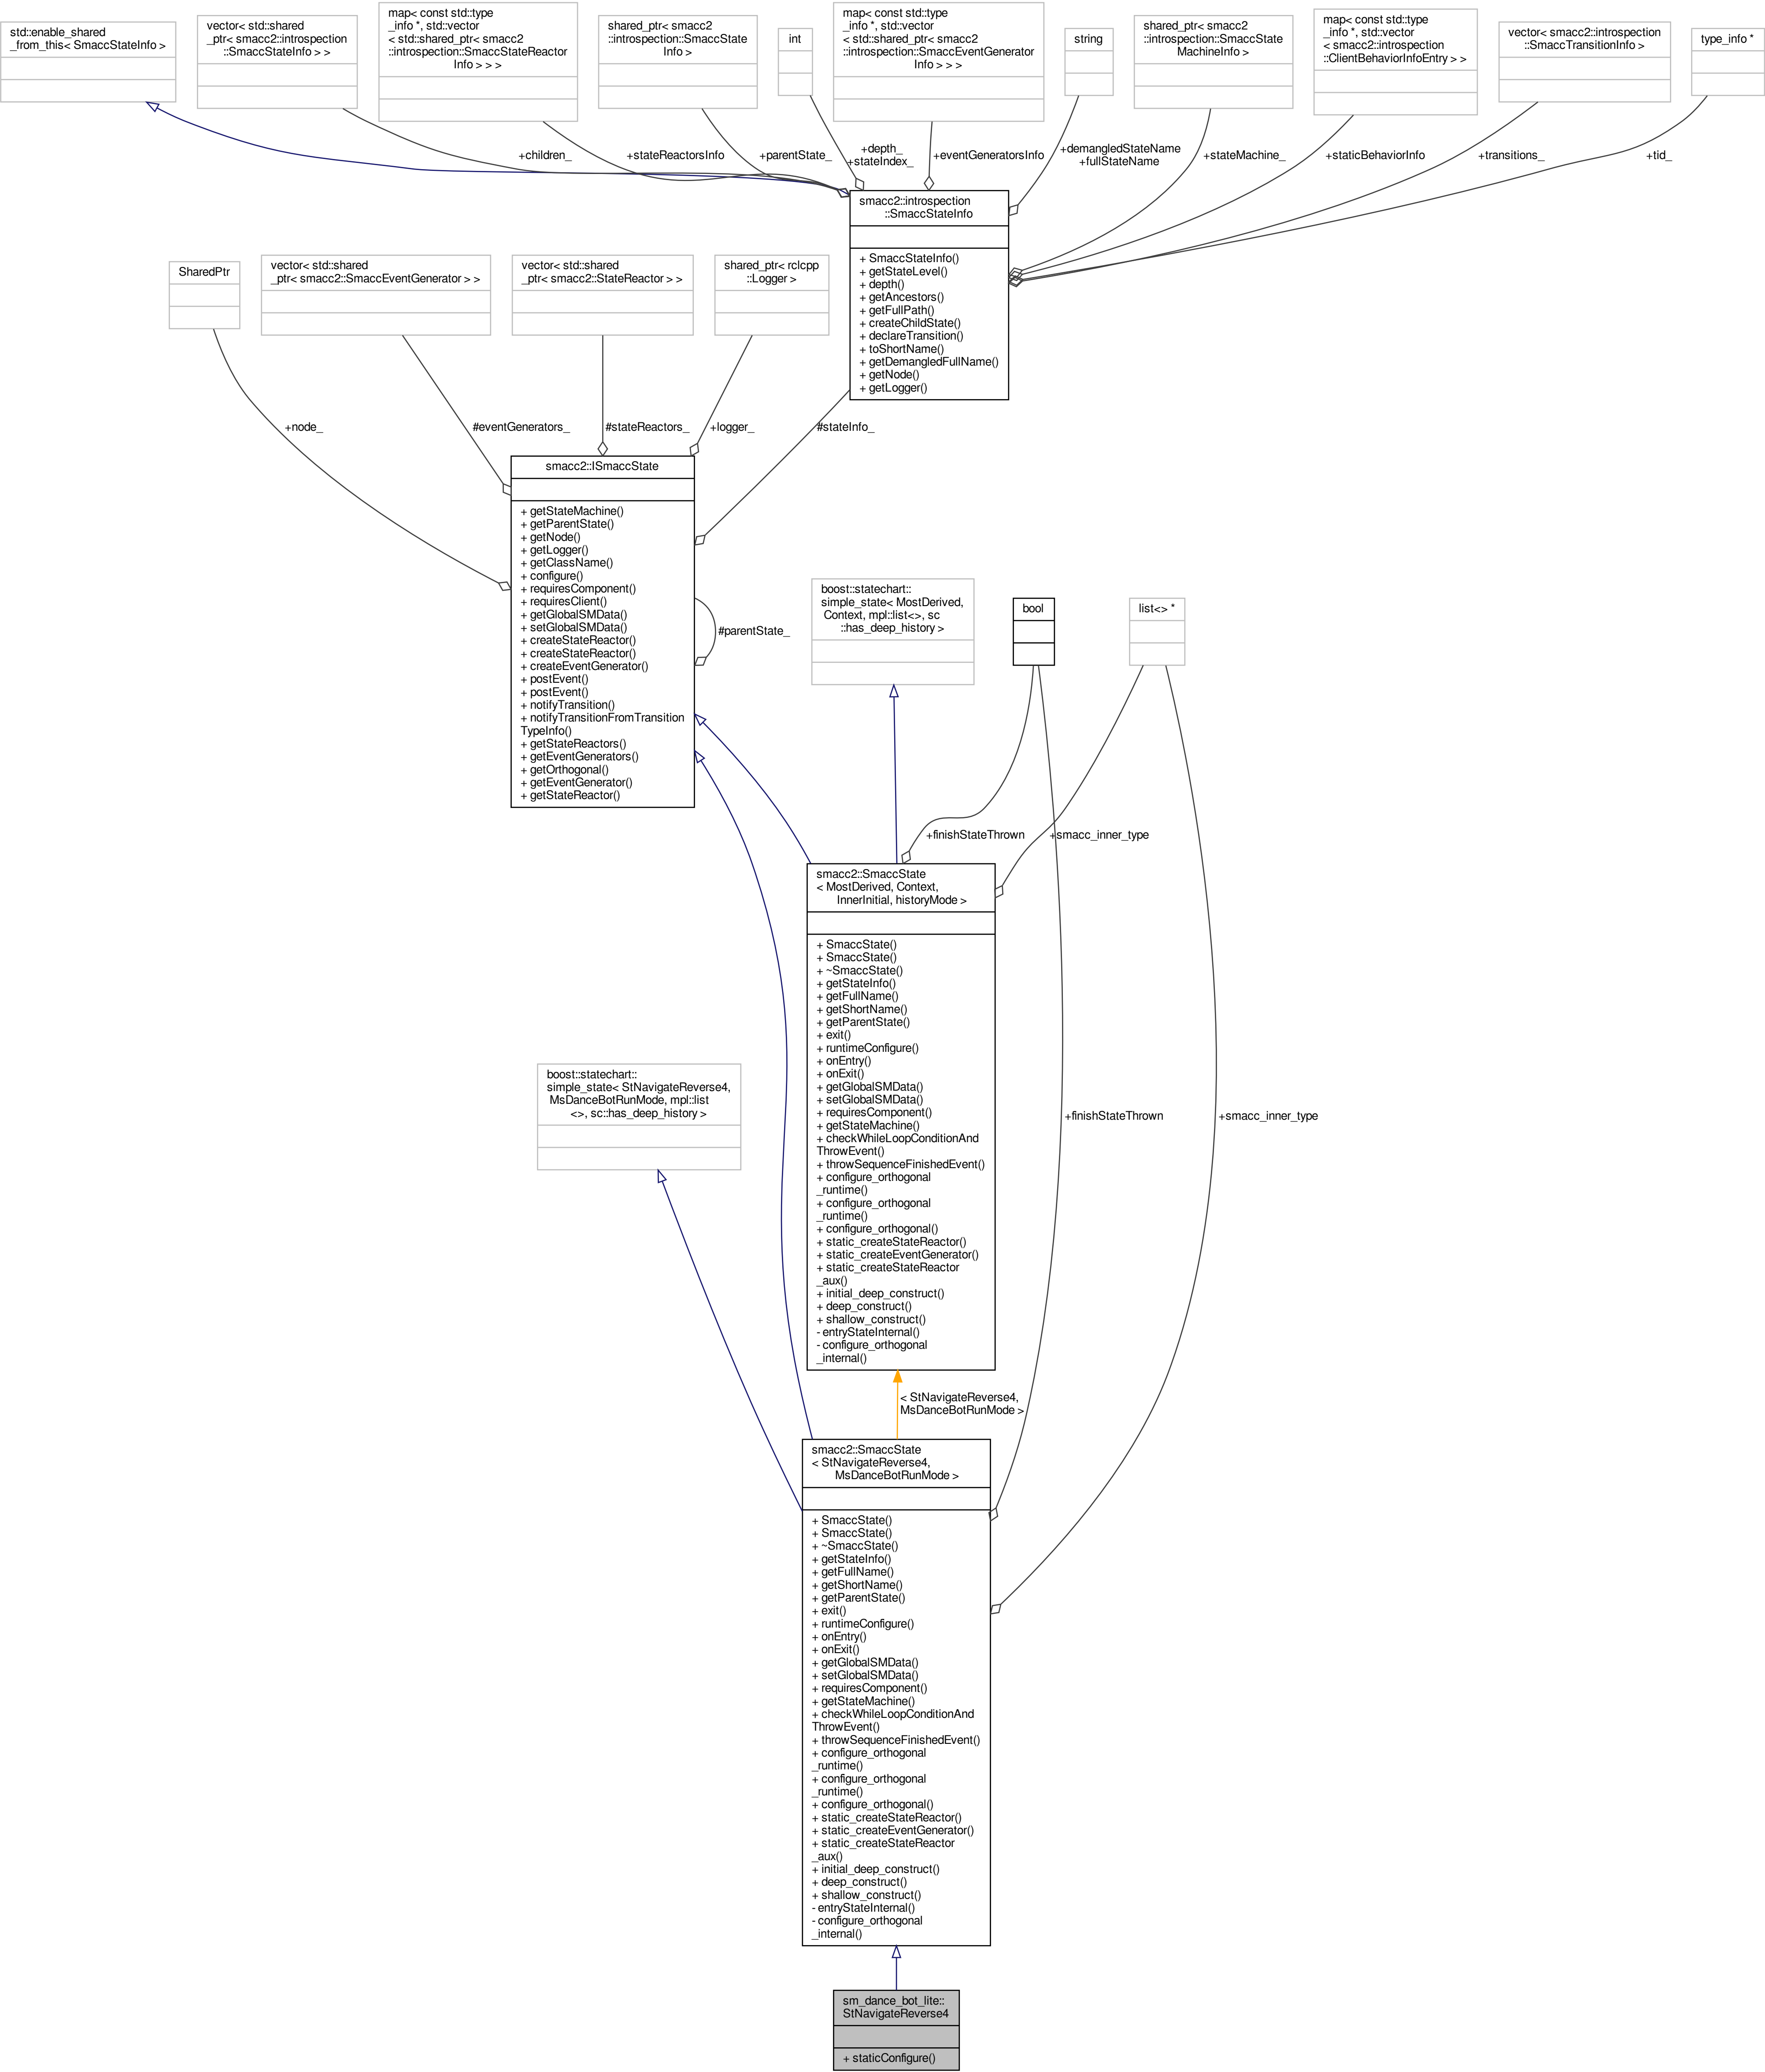 std::enable_shared
_from_this< SmaccStateInfo >
vector< std::shared
_ptr< smacc2::introspection
::SmaccStateInfo > >
map< const std::type
_info *, std::vector
< std::shared_ptr< smacc2
::introspection::SmaccStateReactor
Info > > >
shared_ptr< smacc2
::introspection::SmaccState
Info >
int
map< const std::type
_info *, std::vector
< std::shared_ptr< smacc2
::introspection::SmaccEventGenerator
Info > > >
string
shared_ptr< smacc2
::introspection::SmaccState
MachineInfo >
map< const std::type
_info *, std::vector
< smacc2::introspection
::ClientBehaviorInfoEntry > >
vector< smacc2::introspection
::SmaccTransitionInfo >
type_info *
+children_
+stateReactorsInfo
+parentState_
+depth_
+stateIndex_
+eventGeneratorsInfo
+demangledStateName
+fullStateName
+stateMachine_
+staticBehaviorInfo
+transitions_
+tid_
smacc2::introspection
::SmaccStateInfo
+ SmaccStateInfo()
+ getStateLevel()
+ depth()
+ getAncestors()
+ getFullPath()
+ createChildState()
+ declareTransition()
+ toShortName()
+ getDemangledFullName()
+ getNode()
+ getLogger()
SharedPtr
vector< std::shared
_ptr< smacc2::SmaccEventGenerator > >
vector< std::shared
_ptr< smacc2::StateReactor > >
shared_ptr< rclcpp
::Logger >
+node_
#eventGenerators_
#stateReactors_
+logger_
#stateInfo_
smacc2::ISmaccState
+ getStateMachine()
+ getParentState()
+ getNode()
+ getLogger()
+ getClassName()
+ configure()
+ requiresComponent()
+ requiresClient()
+ getGlobalSMData()
+ setGlobalSMData()
+ createStateReactor()
+ createStateReactor()
+ createEventGenerator()
+ postEvent()
+ postEvent()
+ notifyTransition()
+ notifyTransitionFromTransition
TypeInfo()
+ getStateReactors()
+ getEventGenerators()
+ getOrthogonal()
+ getEventGenerator()
+ getStateReactor()
#parentState_
boost::statechart::
simple_state< MostDerived,
Context, mpl::list<>, sc
::has_deep_history >
bool
list<> *
+finishStateThrown
+smacc_inner_type
smacc2::SmaccState
< MostDerived, Context,
InnerInitial, historyMode >
+ SmaccState()
+ SmaccState()
+ ~SmaccState()
+ getStateInfo()
+ getFullName()
+ getShortName()
+ getParentState()
+ exit()
+ runtimeConfigure()
+ onEntry()
+ onExit()
+ getGlobalSMData()
+ setGlobalSMData()
+ requiresComponent()
+ getStateMachine()
+ checkWhileLoopConditionAnd
ThrowEvent()
+ throwSequenceFinishedEvent()
+ configure_orthogonal
_runtime()
+ configure_orthogonal
_runtime()
+ configure_orthogonal()
+ static_createStateReactor()
+ static_createEventGenerator()
+ static_createStateReactor
_aux()
+ initial_deep_construct()
+ deep_construct()
+ shallow_construct()
- entryStateInternal()
- configure_orthogonal
_internal()
boost::statechart::
simple_state< StNavigateReverse4,
MsDanceBotRunMode, mpl::list
<>, sc::has_deep_history >
+finishStateThrown
+smacc_inner_type
< StNavigateReverse4,
MsDanceBotRunMode >
smacc2::SmaccState
< StNavigateReverse4,
MsDanceBotRunMode >
+ SmaccState()
+ SmaccState()
+ ~SmaccState()
+ getStateInfo()
+ getFullName()
+ getShortName()
+ getParentState()
+ exit()
+ runtimeConfigure()
+ onEntry()
+ onExit()
+ getGlobalSMData()
+ setGlobalSMData()
+ requiresComponent()
+ getStateMachine()
+ checkWhileLoopConditionAnd
ThrowEvent()
+ throwSequenceFinishedEvent()
+ configure_orthogonal
_runtime()
+ configure_orthogonal
_runtime()
+ configure_orthogonal()
+ static_createStateReactor()
+ static_createEventGenerator()
+ static_createStateReactor
_aux()
+ initial_deep_construct()
+ deep_construct()
+ shallow_construct()
- entryStateInternal()
- configure_orthogonal
_internal()
sm_dance_bot_lite::
StNavigateReverse4
+ staticConfigure()